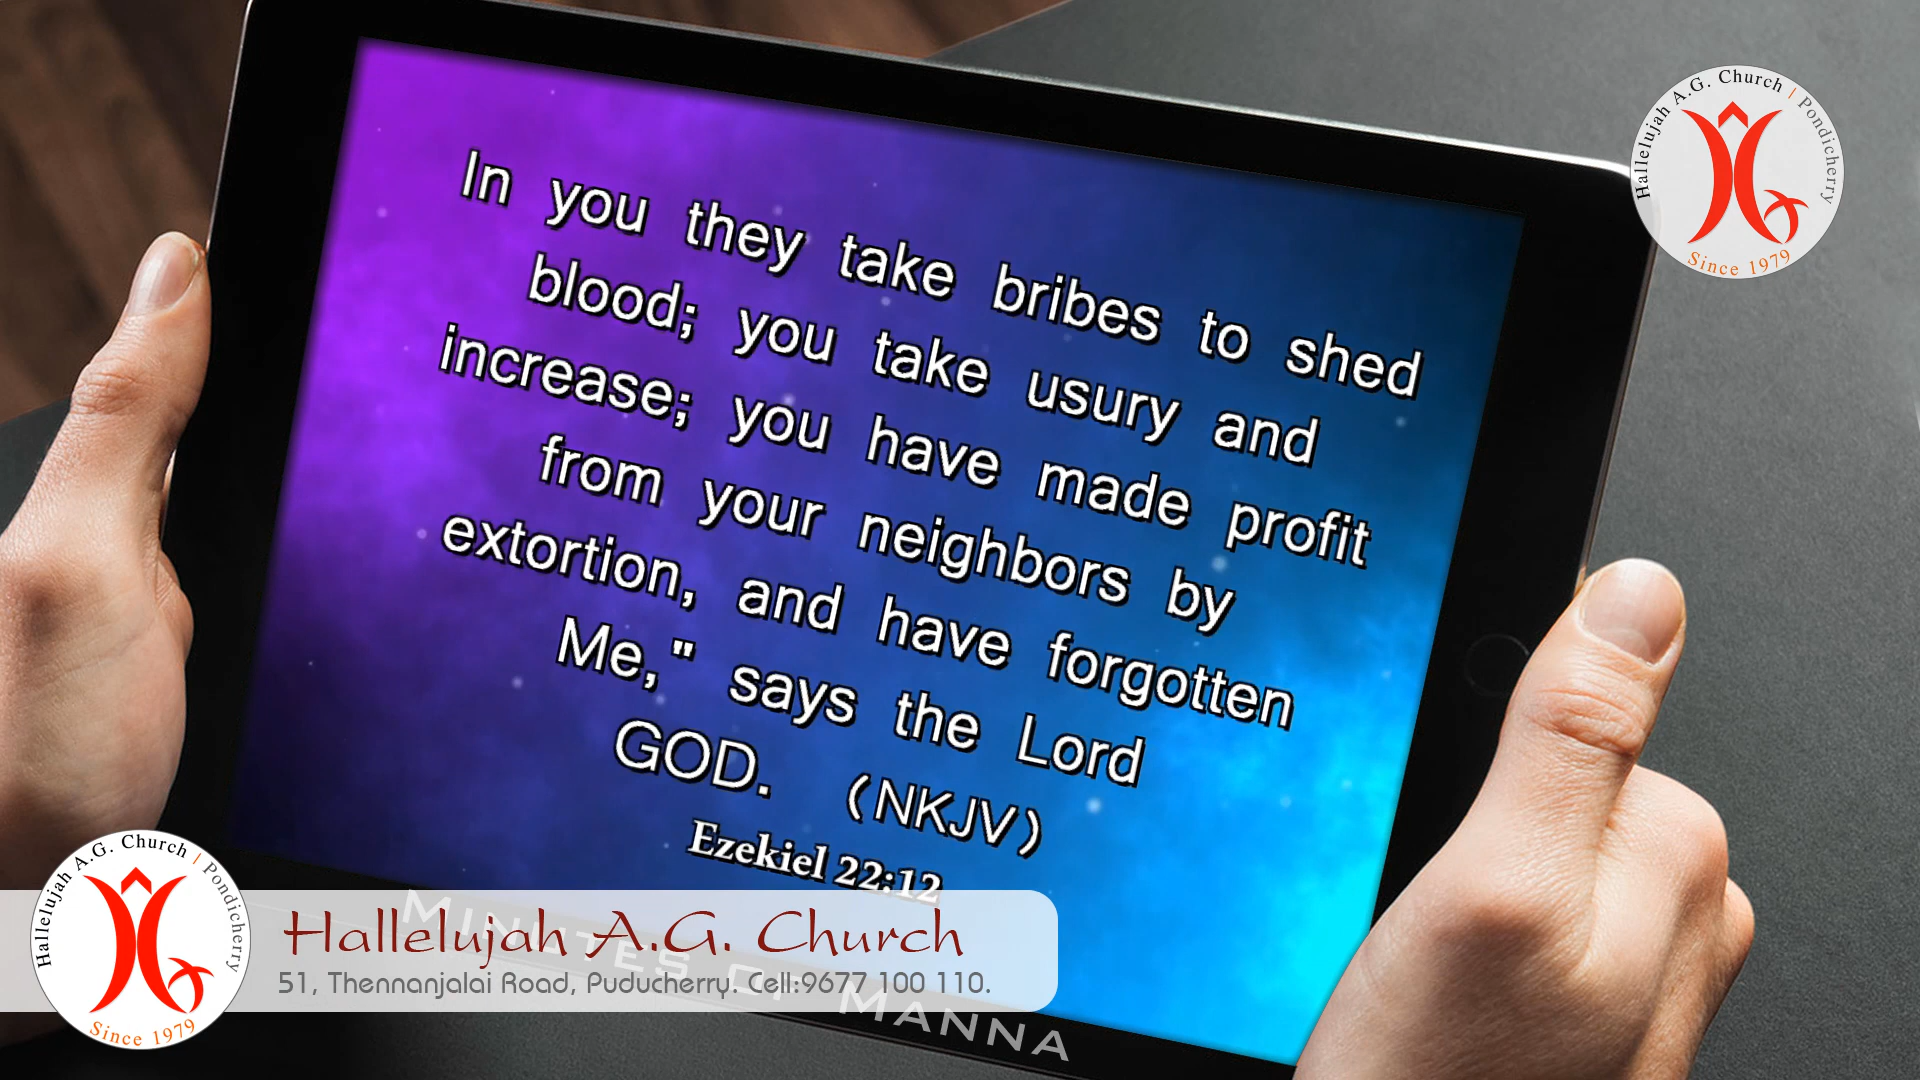 In you they take bribes to shed
blood; you take usury and
increase; you have made profit
from your neighbors by
extortion, and have forgotten
Me," says the Lord
GOD. (NKJV)
Ezekiel 22:12
MINUTES OF MANNA
Hallelujah A.G. Church | Pondicherry
Since 1979
Hallelujah A.G. Church | Pondicherry
Since 1979
Hallelujah A.G. Church
51, Thennanjalai Road, Puducherry. Cell:9677 100 110.